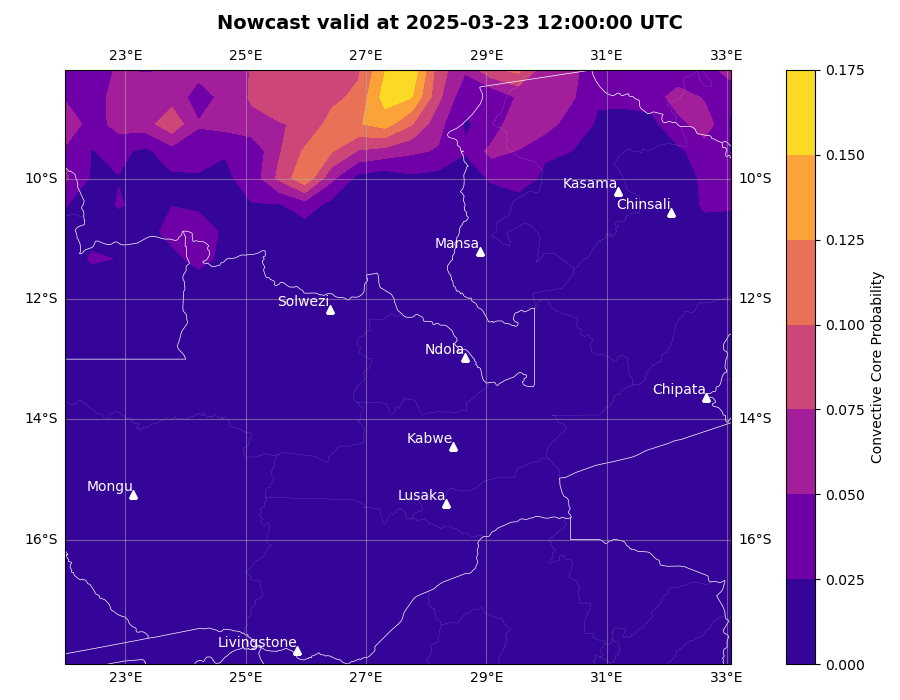 Nowcast valid at 2025-03-23 12:00:00 UTC
23°E 25°E 27°E 29°E 31°E 33°E
0.175
0.150
10°S 10°S
Kasama
Chinsali
0.125
Mansa
12°S 12°S
Solwezi
0.100
Ndola
Convective Core Probability
Chipata
0.075
14°S 14°S
Kabwe
Mongu
Lusaka
0.050
16°S 16°S
0.025
Livingstone
0.000
23°E 25°E 27°E 29°E 31°E 33°E